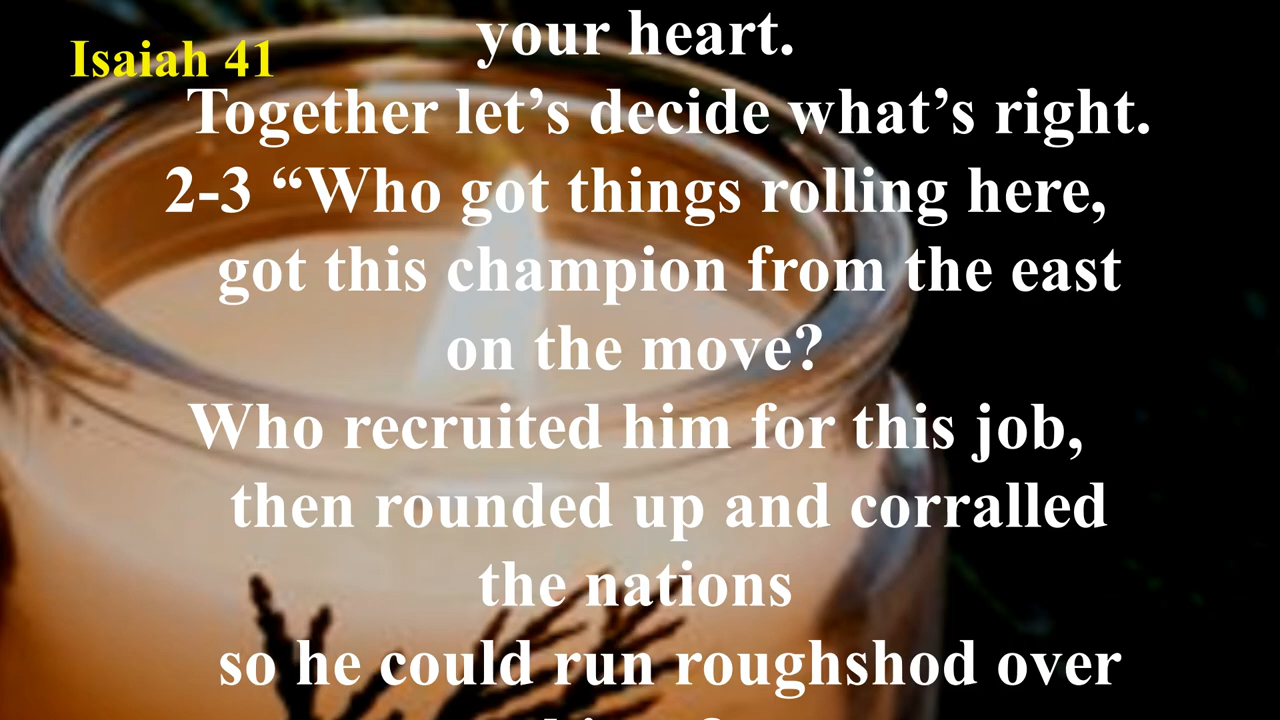 your heart.
Isaiah 41
Together let’s decide what’s right.
2-3 “Who got things rolling here,
got this champion from the east
on the move?
Who recruited him for this job,
then rounded up and corralled
the nations
so he could run roughshod over